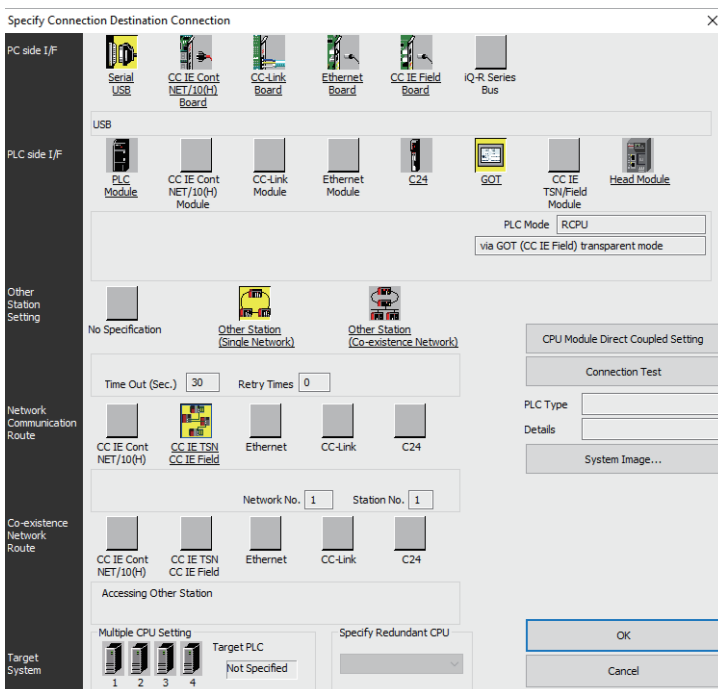 Specify Connection Destination Connection
PC side I/F
Serial
USB
CC IE Cont
NET/10(H)
Board
CC-Link
Board
Ethernet
Board
CC IE Field
Board
iQ-R Series
Bus
USB
PLC side I/F
PLC
Module
CC IE Cont
NET/10(H)
Module
CC-Link
Module
Ethernet
Module
C24
GOT
CC IE
TSN/Field
Module
Head Module
PLC Mode RCPU
via GOT (CC IE Field) transparent mode
Other
Station
Setting
No Specification
Other Station
(Single Network)
Other Station
(Co-existence Network)
CPU Module Direct Coupled Setting
Time Out (Sec.) 30 Retry Times 0
Connection Test
PLC Type
Details
System Image...
Network
Communication
Route
CC IE Cont
NET/10(H)
CC IE TSN
CC IE Field
Ethernet
CC-Link
C24
Network No. 1 Station No. 1
Co-existence
Network
Route
CC IE Cont
NET/10(H)
CC IE TSN
CC IE Field
Ethernet
CC-Link
C24
Accessing Other Station
Target
System
Multiple CPU Setting
1 2 3 4
Target PLC
Not Specified
Specify Redundant CPU
OK
Cancel